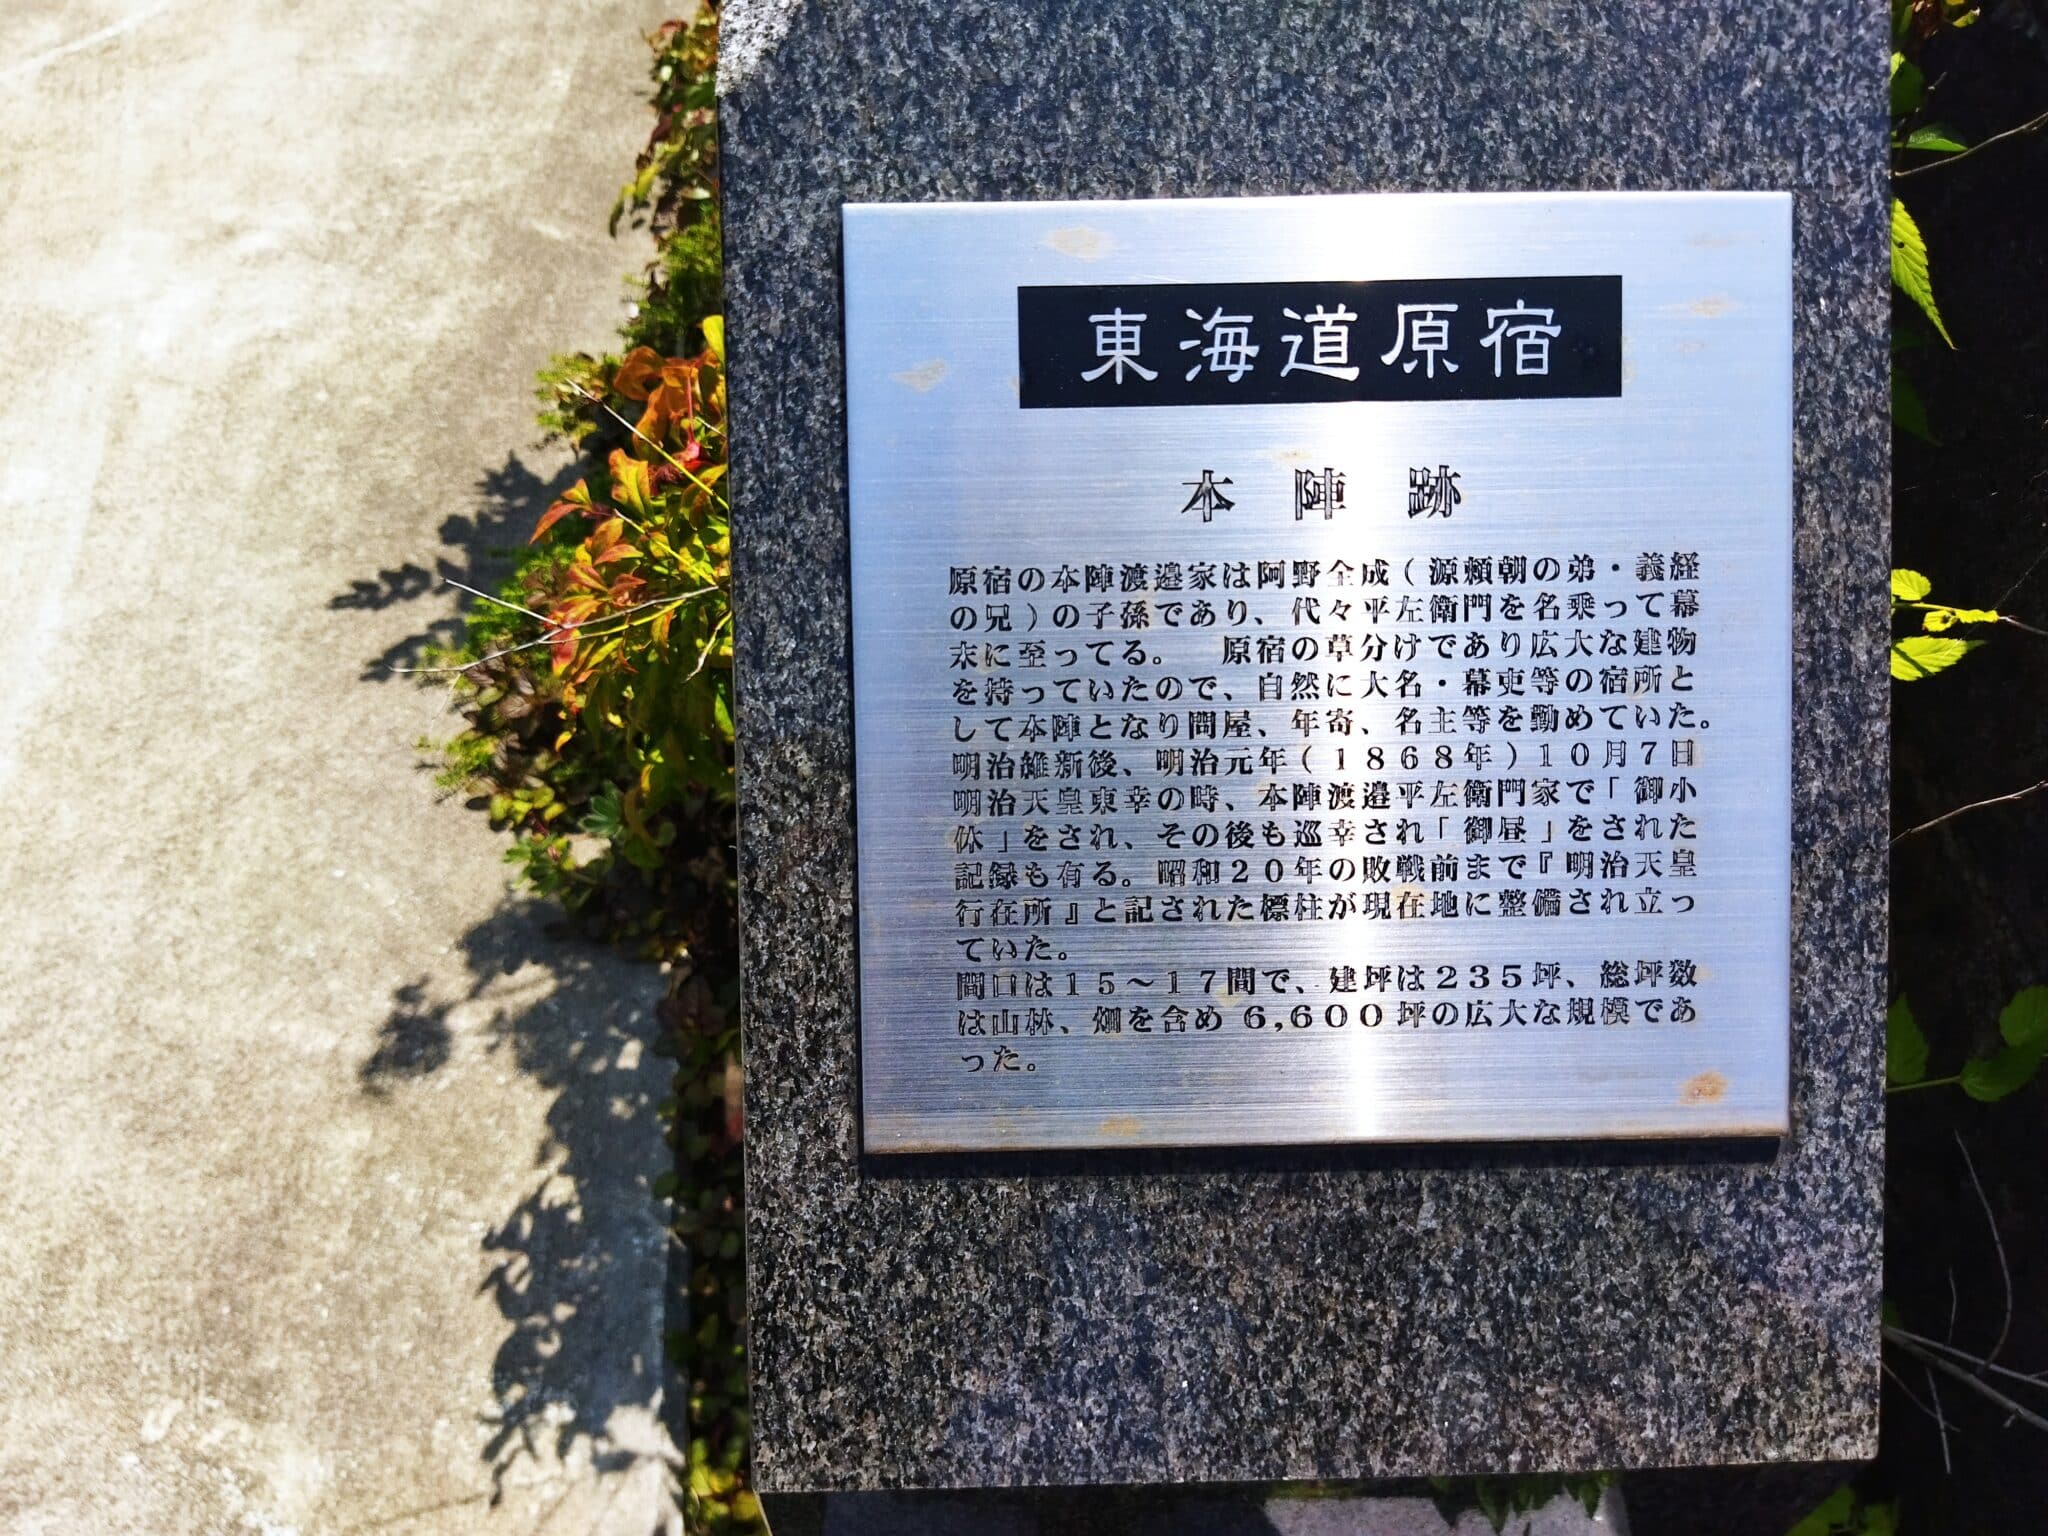 東海道原宿
本陣跡
原宿の本陣渡邉家は阿野全成(源頼朝の弟・義経
の兄)の子孫であり、代々平左衛門を名乗って幕
末に至ってる。 原宿の草分けであり広大な建物
を持っていたので、自然に大名・幕吏等の宿所と
して本陣となり問屋、年寄、名主等を勤めていた。
明治維新後、明治元年(1868年)10月7日
明治天皇東幸の時、本陣渡邉平左衛門家で「御小
休」をされ、その後も巡幸され「御昼」をされた
記録も有る。昭和20年の敗戦前まで『明治天皇
行在所』と記された標柱が現在地に整備され立っ
ていた。
間口は15～17間で、建坪は235坪、総坪数
は山林、畑を含め 6,600 坪の広大な規模であ
った。